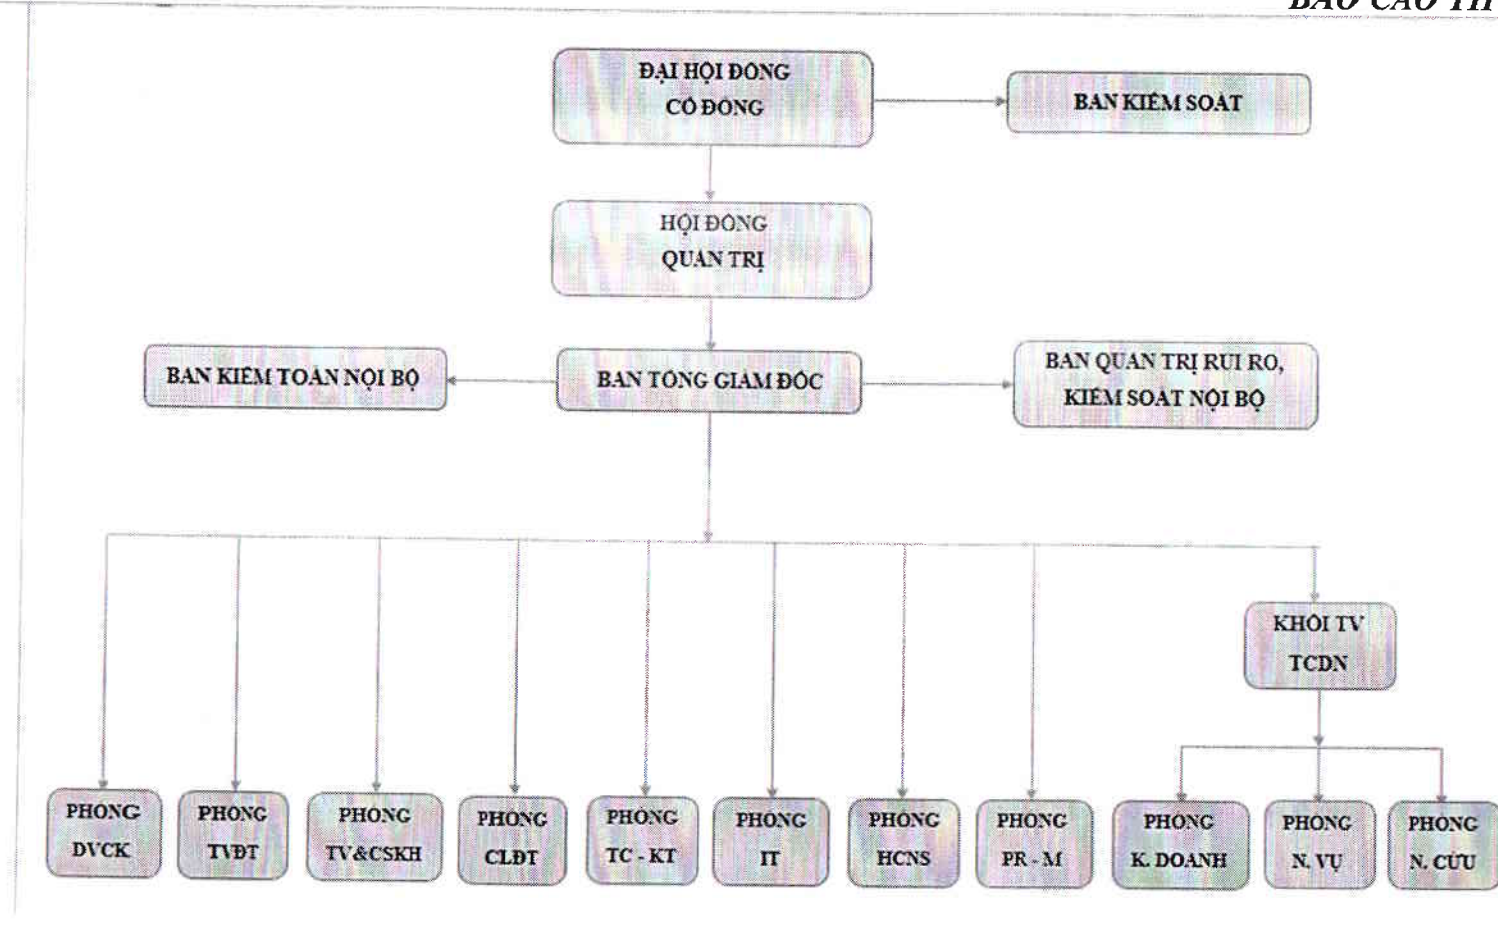 BÁO CÁO TH
ĐẠI HỘI ĐỒNG
CỔ ĐÔNG
BAN KIỂM SOÁT
HỘI ĐỒNG
QUẢN TRỊ
BAN KIỂM TOÁN NỘI BỘ
BAN TỔNG GIÁM ĐỐC
BAN QUẢN TRỊ RỦI RO,
KIỂM SOÁT NỘI BỘ
KHỐI TV
TCDN
PHÒNG
DVCK
PHÒNG
TVĐT
PHÒNG
TV&CSKH
PHÒNG
CLĐT
PHÒNG
TC - KT
PHÒNG
IT
PHÒNG
HCNS
PHÒNG
PR - M
PHÒNG
K. DOANH
PHÒNG
N. VỤ
PHÒNG
N. CỨU